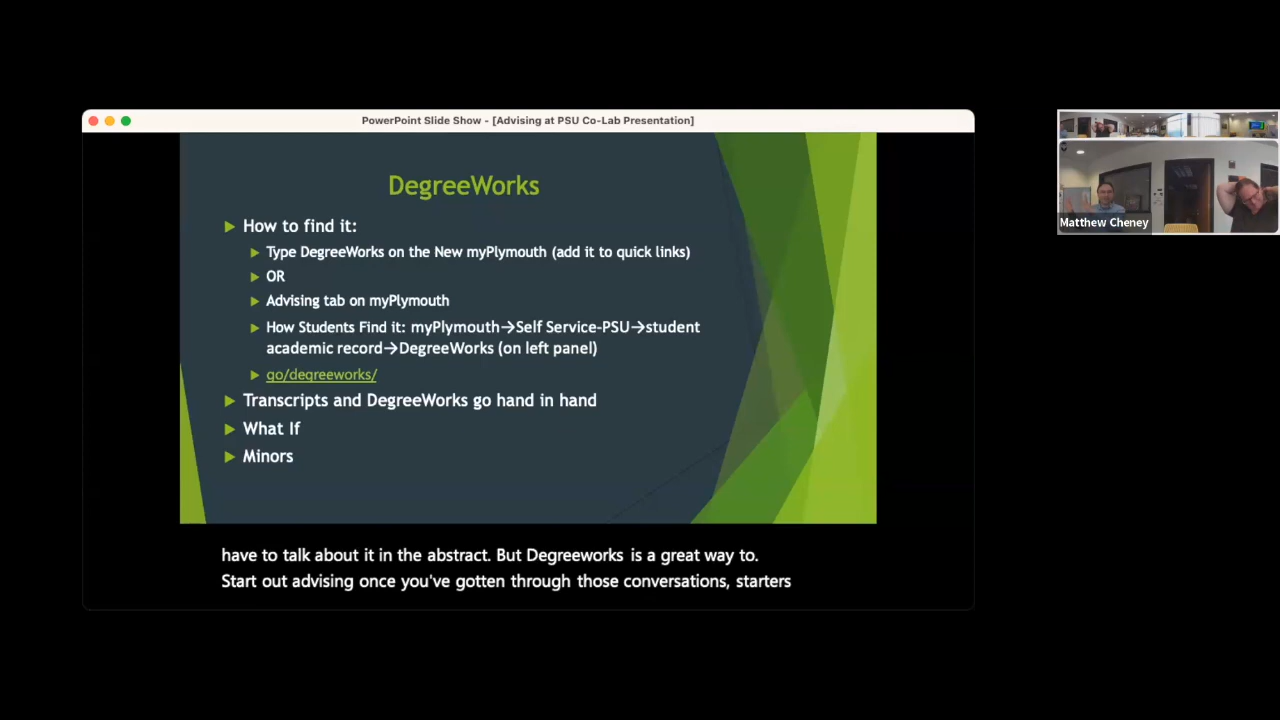 PowerPoint Slide Show - [Advising at PSU Co-Lab Presentation]
DegreeWorks
How to find it:
Type DegreeWorks on the New myPlymouth (add it to quick links)
OR
Advising tab on myPlymouth
How Students Find it: myPlymouth→Self Service-PSU→student
academic record→DegreeWorks (on left panel)
go/degreeworks/
Transcripts and DegreeWorks go hand in hand
What If
Minors
have to talk about it in the abstract. But Degreeworks is a great way to.
Start out advising once you've gotten through those conversations, starters
Matthew Cheney